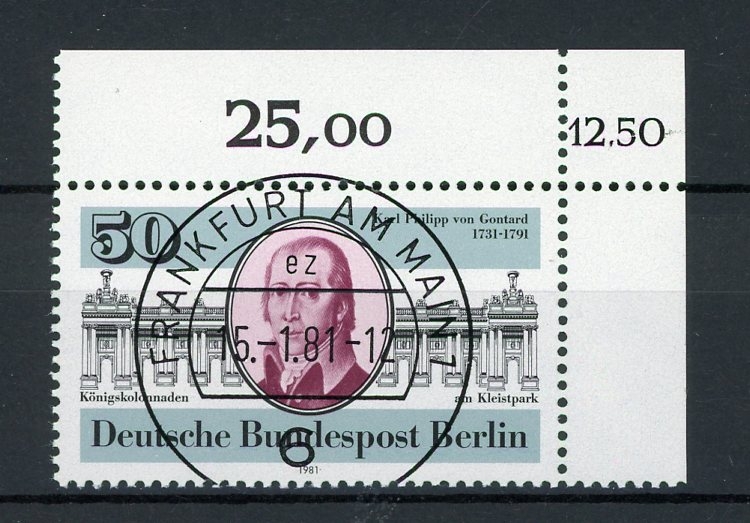 25,00
12,50
50
Karl Philipp von Gontard
1731-1791
FRANKFURT AM MAIN 1
ez
15.-1.81-12
Königskolonnaden
am Kleistpark
Deutsche Bundespost Berlin
6
1981